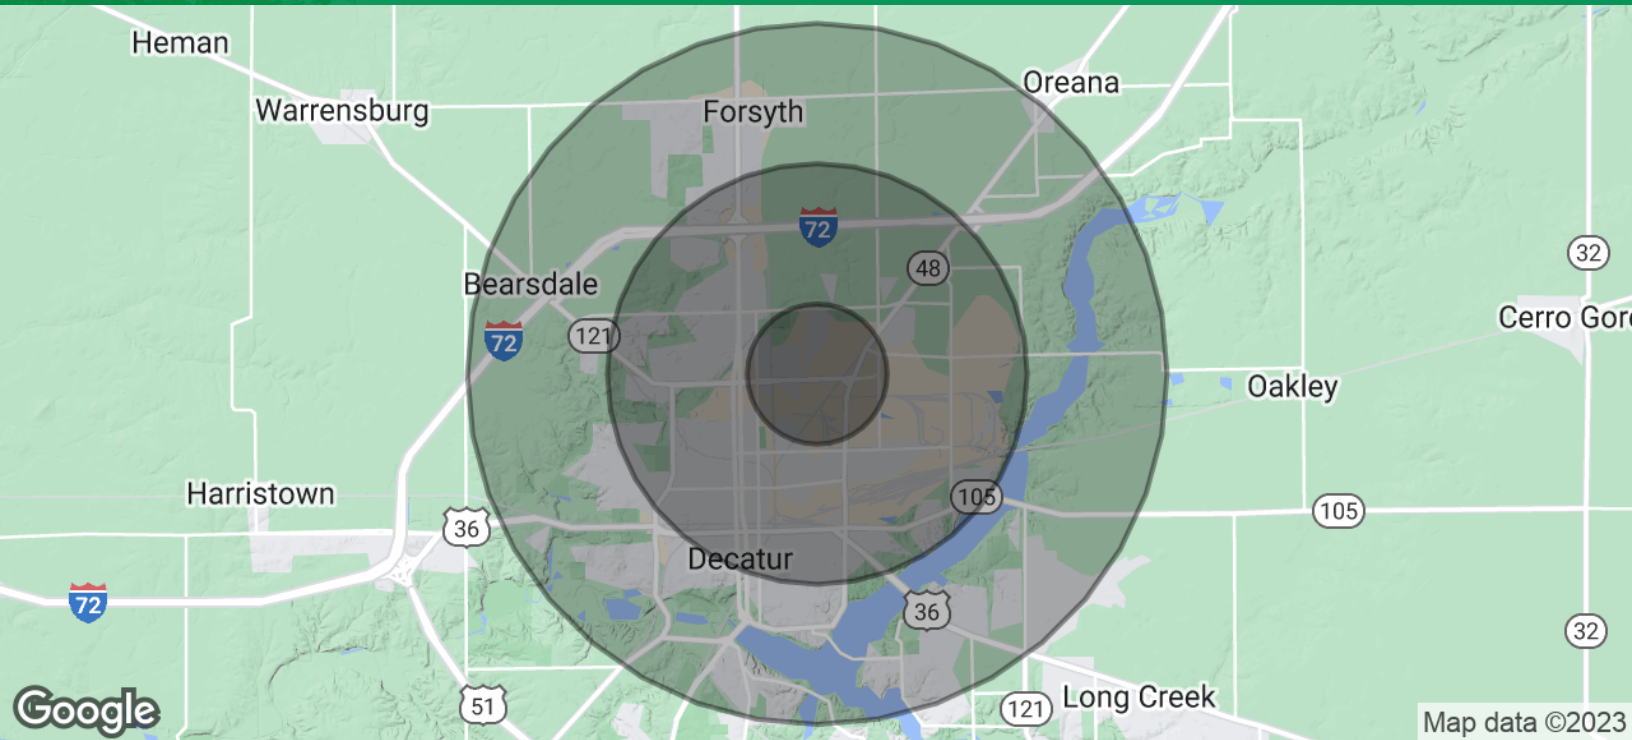 Heman
Oreana
Warrensburg
Forsyth
72
32
48
Bearsdale
Cerro Gor
121
72
Oakley
Harristown
105
105
36
Decatur
72
36
32
51
Long Creek
121
Google
Map data ©2023